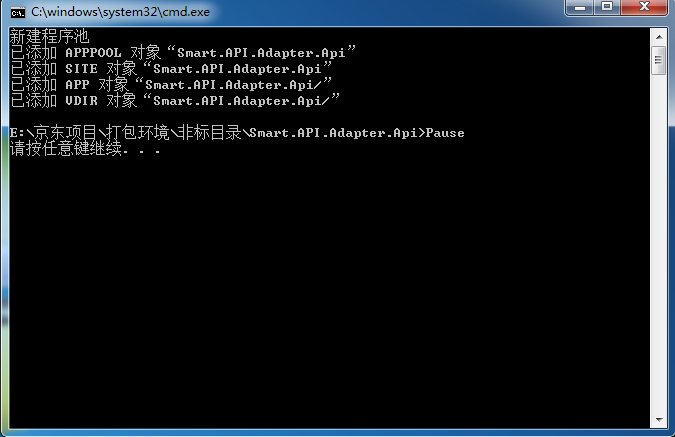 C:\windows\system32\cmd.exe
新建程序池
已添加 APPPOOL 对象“Smart.API.Adapter.Api”
已添加 SITE 对象“Smart.API.Adapter.Api”
已添加 APP 对象“Smart.API.Adapter.Api/”
已添加 VDIR 对象“Smart.API.Adapter.Api/”
E:\京东项目\打包环境\非标目录\Smart.API.Adapter.Api>Pause
请按任意键继续. . .